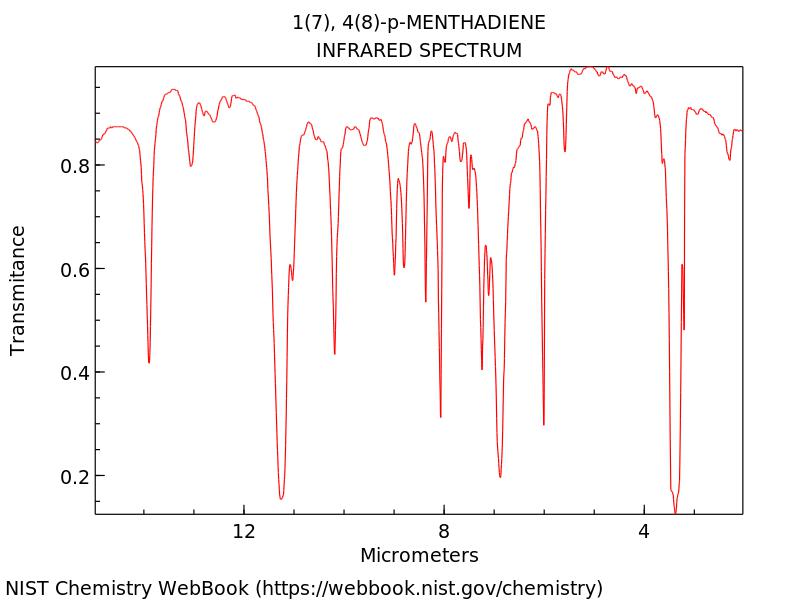 1(7), 4(8)-p-MENTHADIENE
INFRARED SPECTRUM
Transmitance
0.8
0.6
0.4
0.2
12
8
4
Micrometers
NIST Chemistry WebBook (https://webbook.nist.gov/chemistry)